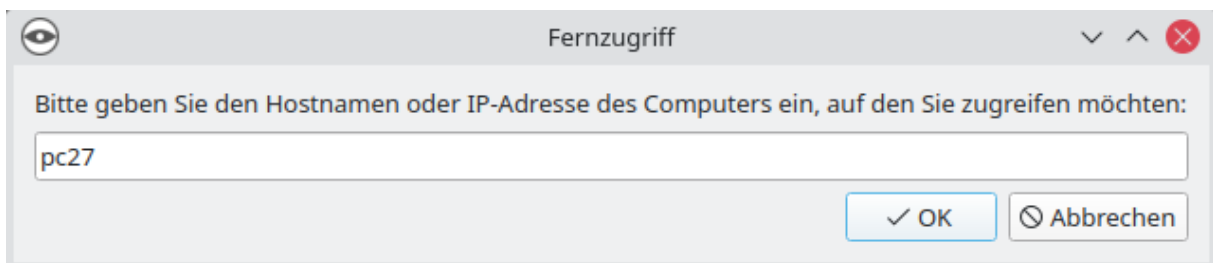 Fernzugriff
Bitte geben Sie den Hostnamen oder IP-Adresse des Computers ein, auf den Sie zugreifen möchten:
pc27
OK
Abbrechen